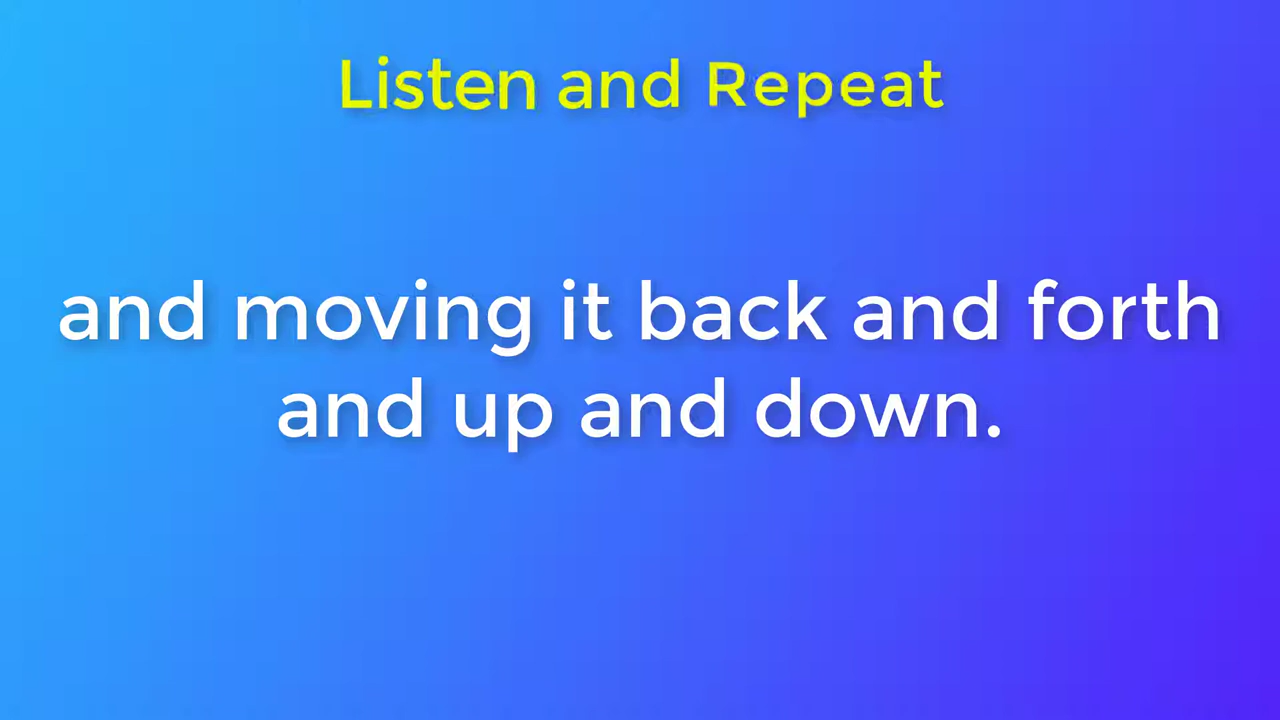 Listen and Repeat
and moving it back and forth
and up and down.